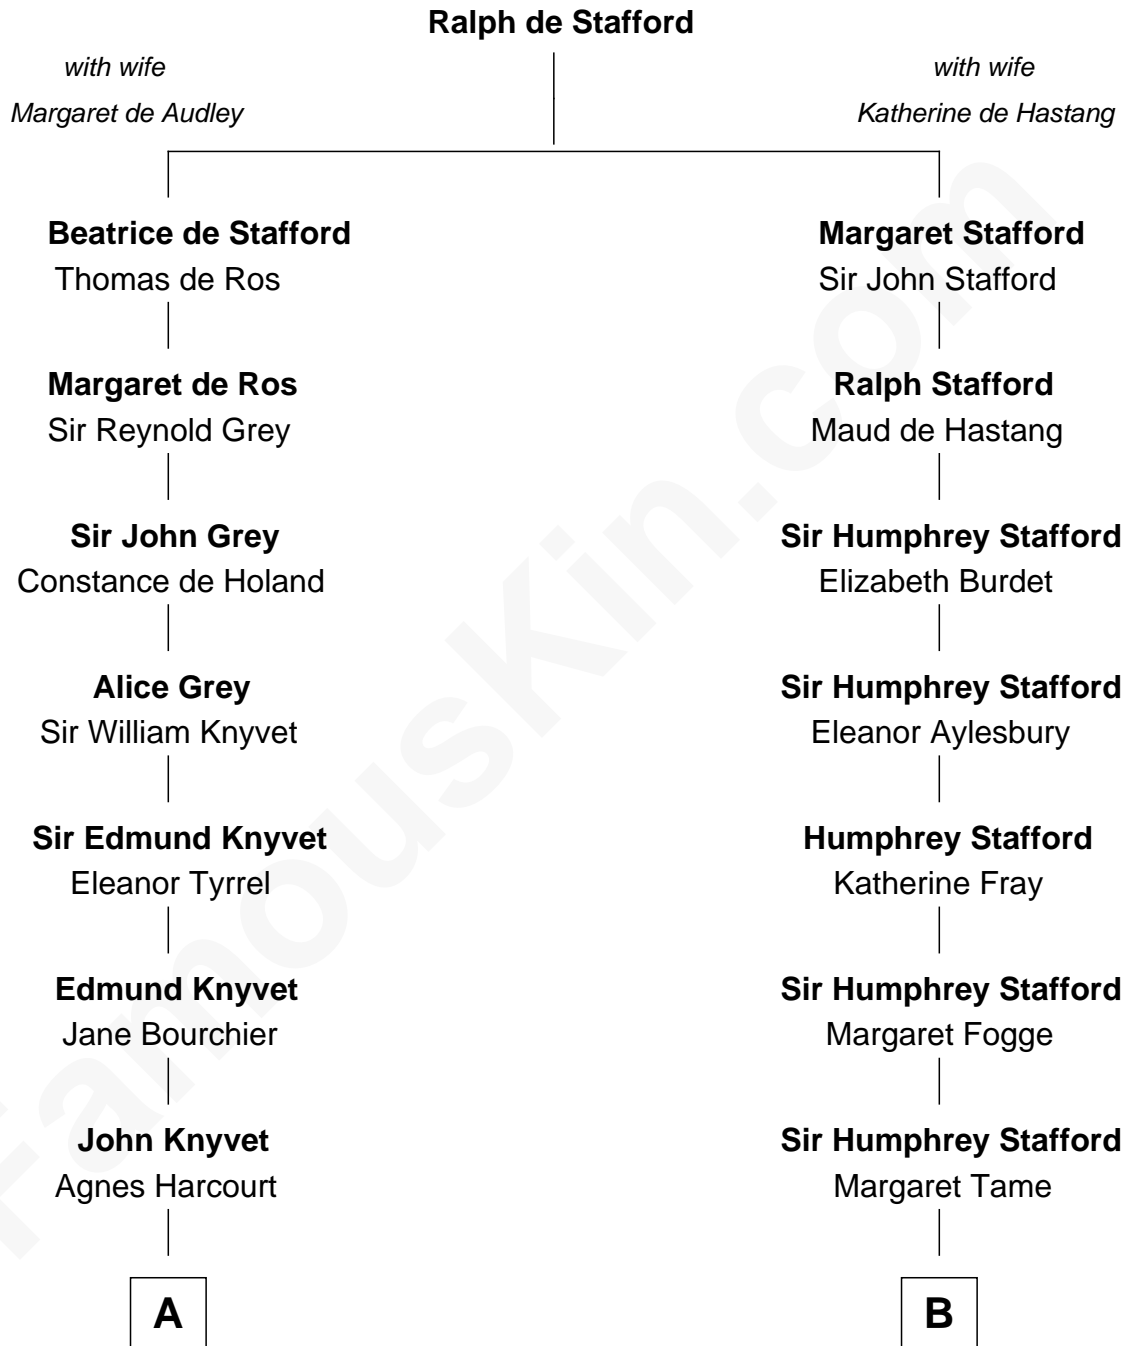 Ralph de Stafford
with wife
Margaret de Audley
with wife
Katherine de Hastang
Beatrice de Stafford
Thomas de Ros
Margaret Stafford
Sir John Stafford
Margaret de Ros
Sir Reynold Grey
Ralph Stafford
Maud de Hastang
Sir John Grey
Constance de Holand
Sir Humphrey Stafford
Elizabeth Burdet
Alice Grey
Sir William Knyvet
Sir Humphrey Stafford
Eleanor Aylesbury
Sir Edmund Knyvet
Eleanor Tyrrel
Humphrey Stafford
Katherine Fray
Edmund Knyvet
Jane Bourchier
Sir Humphrey Stafford
Margaret Fogge
John Knyvet
Agnes Harcourt
Sir Humphrey Stafford
Margaret Tame
A
B
FamousKin.com